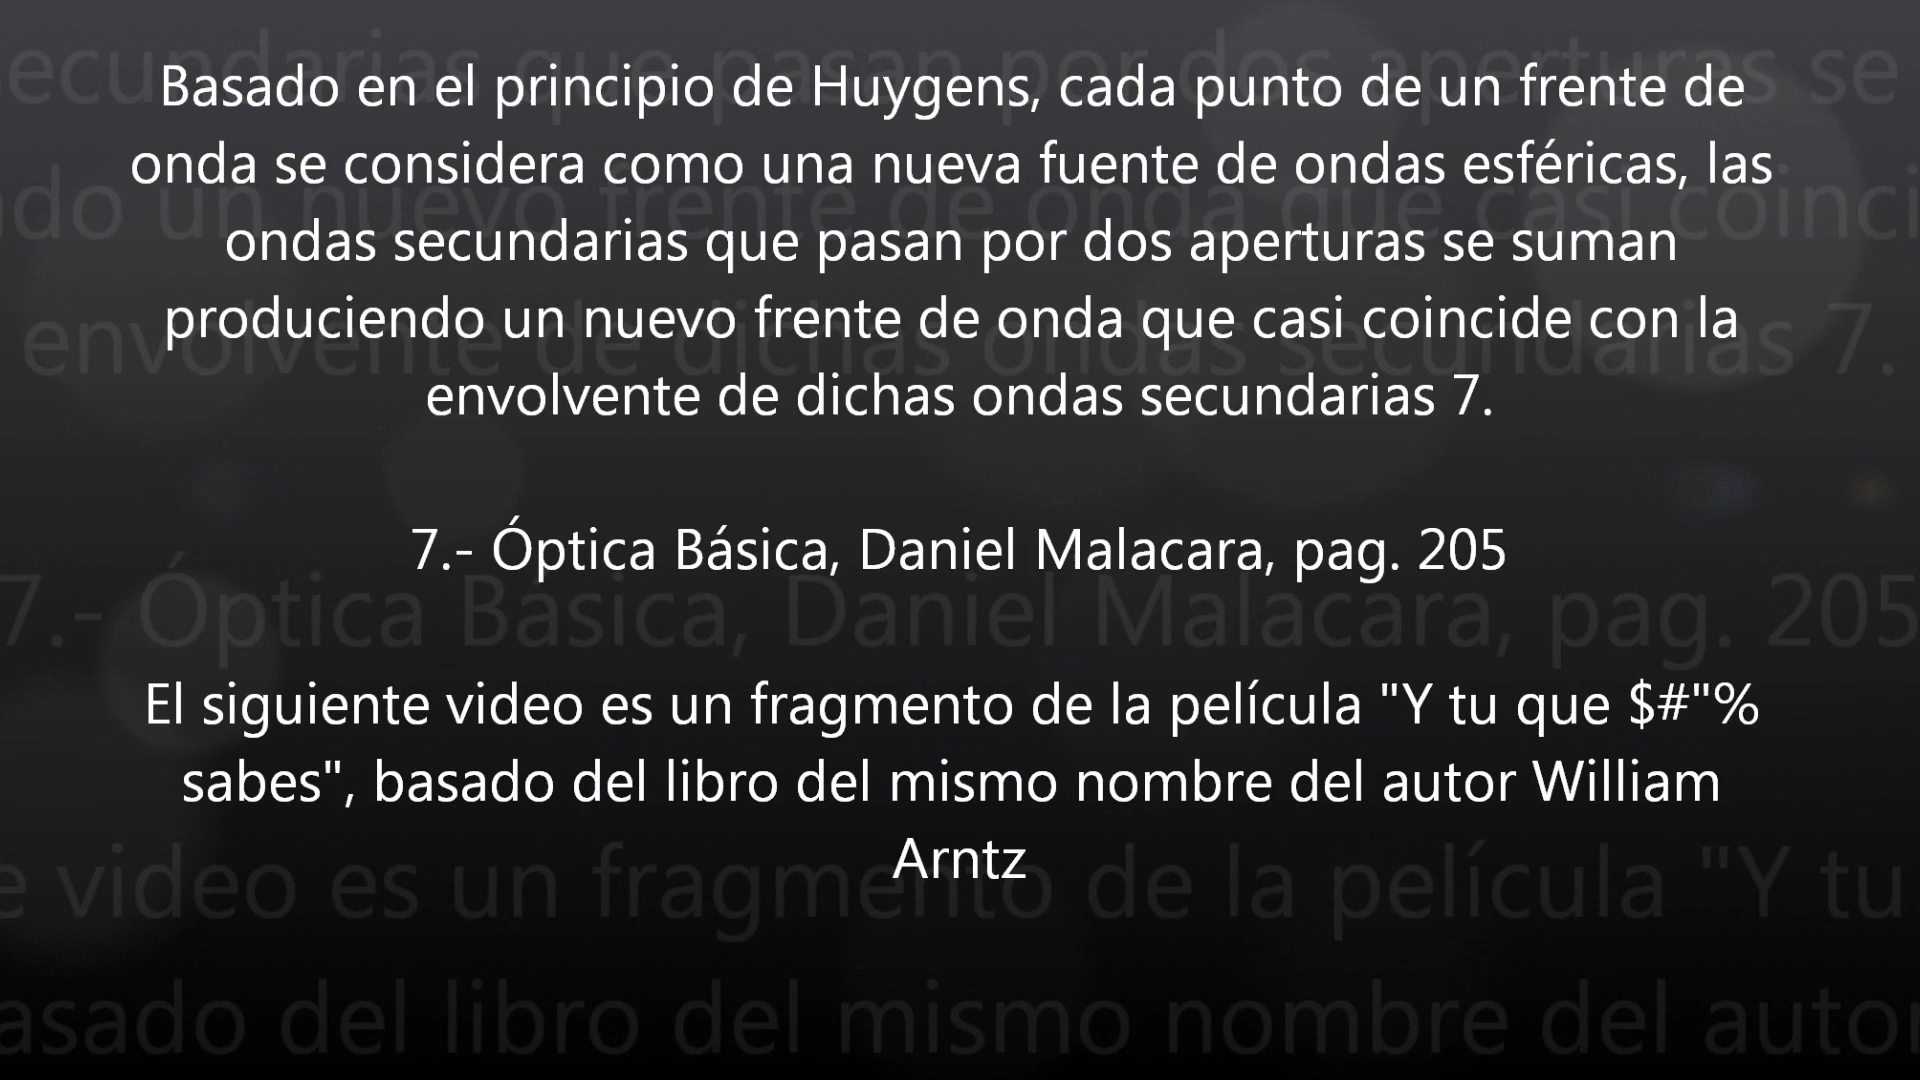 Basado en el principio de Huygens, cada punto de un frente de
onda se considera como una nueva fuente de ondas esféricas, las
ondas secundarias que pasan por dos aperturas se suman
produciendo un nuevo frente de onda que casi coincide con la
envolvente de dichas ondas secundarias 7.
7.- Óptica Básica, Daniel Malacara, pag. 205
El siguiente video es un fragmento de la película "Y tu que $#"%
sabes", basado del libro del mismo nombre del autor William
Arntz